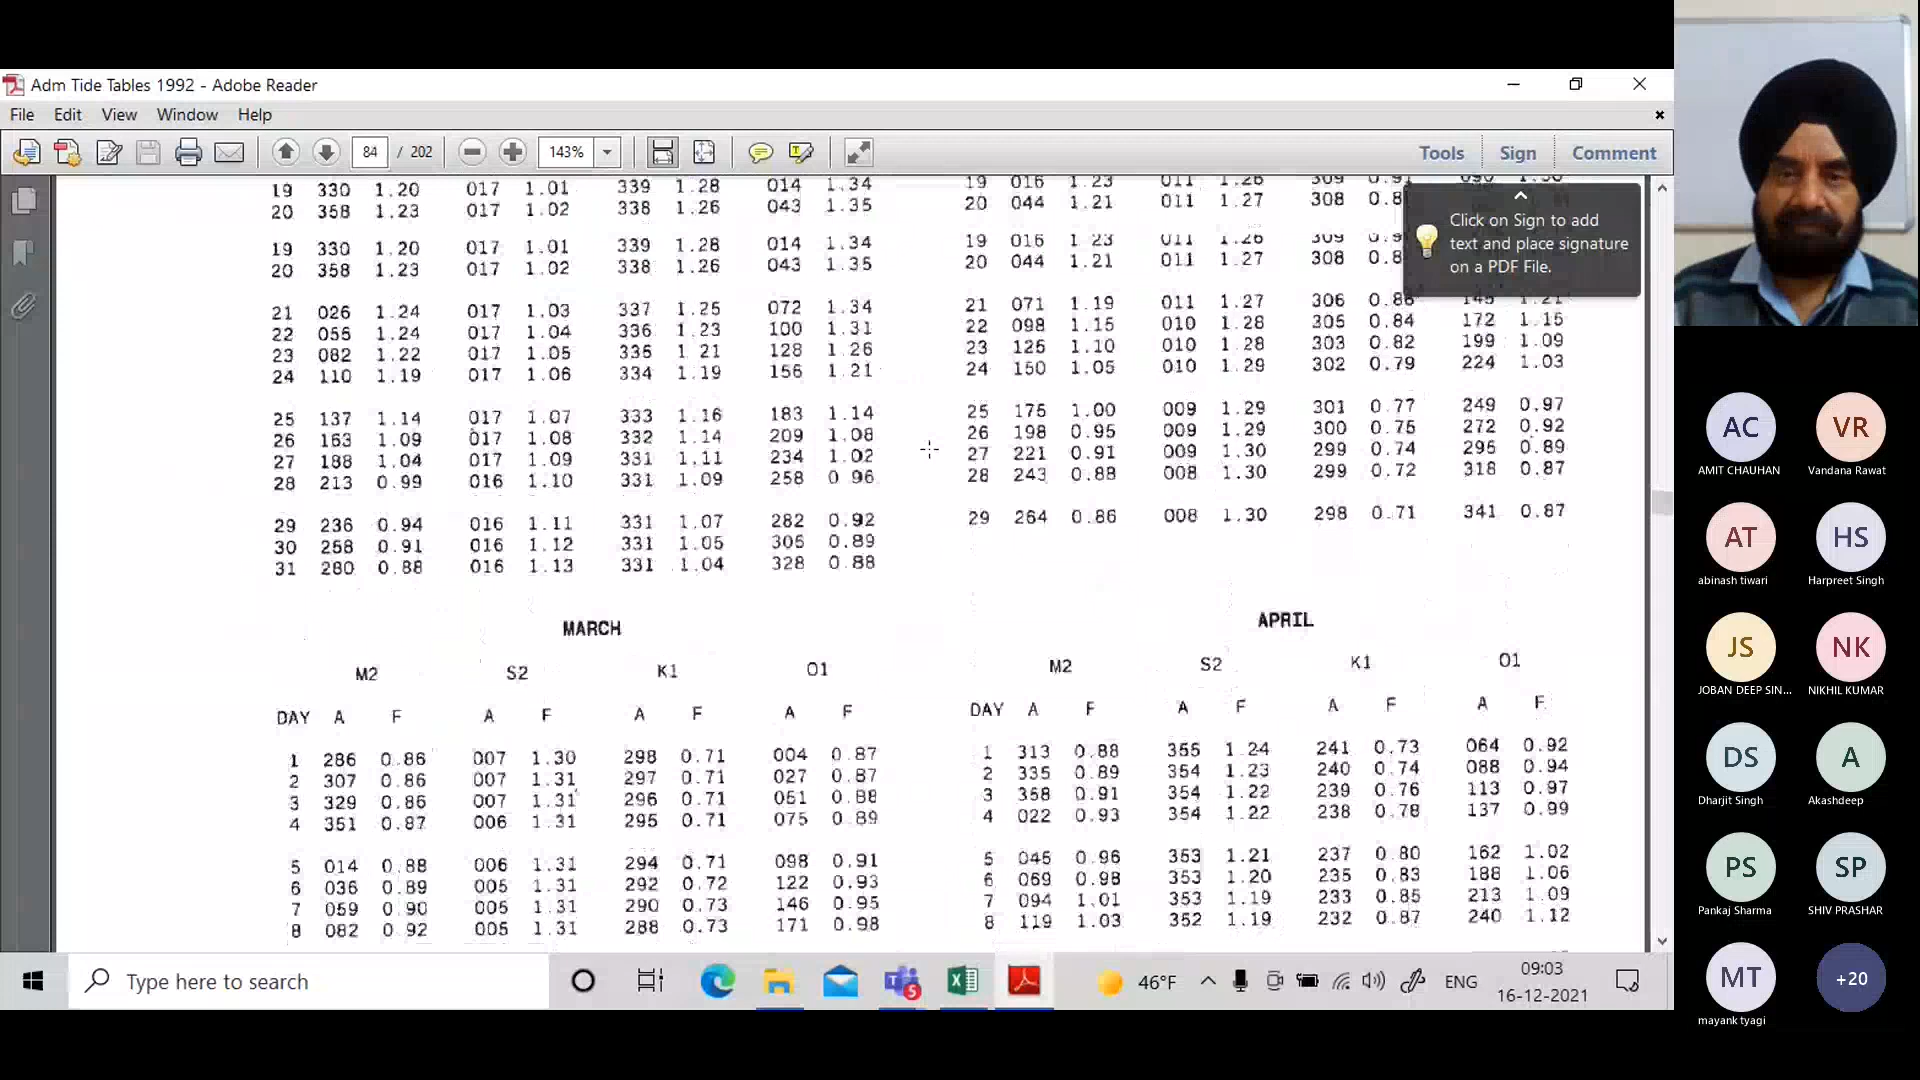 Adm Tide Tables 1992 - Adobe Reader
File Edit View Window Help
84 / 202 143% Tools Sign Comment
Click on Sign to add
text and place signature
on a PDF File.
19 330 1.20 017 1.01 339 1.28 014 1.34
20 358 1.23 017 1.02 338 1.26 043 1.35
19 330 1.20 017 1.01 339 1.28 014 1.34
20 358 1.23 017 1.02 338 1.26 043 1.35
21 026 1.24 017 1.03 337 1.25 072 1.34
22 055 1.24 017 1.04 336 1.23 100 1.31
23 082 1.22 017 1.05 335 1 21 128 1.26
24 110 1.19 017 1.06 334 1.19 156 1.21
25 137 1.14 017 1.07 333 1.16 183 1.14
26 163 1.09 017 1.08 332 1.14 209 1.08
27 188 1.04 017 1.09 331 1.11 234 1.02
28 213 0.99 016 1.10 331 1.09 258 0 96
29 236 0.94 016 1.11 331 1.07 282 0.92
30 258 0.91 016 1.12 331 1.05 305 0.89
31 280 0.88 016 1.13 331 1.04 328 0.88
19 016 1.23 011 1.26 309
20 044 1.21 011 1.27 308
19 016 1 23 011 1.26 309
20 044 1.21 011 1.27 308
21 071 1.19 011 1.27 306 0.86 145 1.21
22 098 1.15 010 1.28 305 0.84 172 1.15
23 125 1.10 010 1.28 303 0.82 199 1.09
24 150 1.05 010 1.29 302 0.79 224 1.03
25 175 1.00 009 1.29 301 0.77 249 0.97
26 198 0.95 009 1.29 300 0.75 272 0.92
27 221 0.91 009 1.30 299 0.74 295 0.89
28 243 0.88 008 1.30 299 0.72 318 0.87
29 264 0.86 008 1.30 298 0.71 341 0.87
MARCH
M2 S2 K1 O1
DAY A F A F A F A F
1 286 0.86 007 1.30 298 0.71 004 0.87
2 307 0.86 007 1.31 297 0.71 027 0.87
3 329 0.86 007 1.31 296 0.71 051 0.88
4 351 0.87 006 1.31 295 0.71 075 0.89
5 014 0.88 006 1.31 294 0.71 098 0.91
6 036 0.89 005 1.31 292 0.72 122 0.93
7 059 0.90 005 1.31 290 0.73 146 0.95
8 082 0.92 005 1.31 288 0.73 171 0.98
APRIL
M2 S2 K1 O1
DAY A F A F A F A F
1 313 0.88 355 1.24 241 0.73 064 0.92
2 335 0.89 354 1.23 240 0.74 088 0.94
3 358 0.91 354 1.22 239 0.76 113 0.97
4 022 0.93 354 1.22 238 0.78 137 0.99
5 045 0.96 353 1.21 237 0.80 162 1.02
6 069 0.98 353 1.20 235 0.83 188 1.06
7 094 1.01 353 1.19 233 0.85 213 1.09
8 119 1.03 352 1.19 232 0.87 240 1.12
Type here to search
46°F
ENG
09:03
16-12-2021
AC
AMIT CHAUHAN
VR
Vandana Rawat
AT
abinash tiwari
HS
Harpreet Singh
JS
JOBAN DEEP SIN...
NK
NIKHIL KUMAR
DS
Dharjit Singh
A
Akashdeep
PS
Pankaj Sharma
SP
SHIV PRASHAR
MT
mayank tyagi
+20